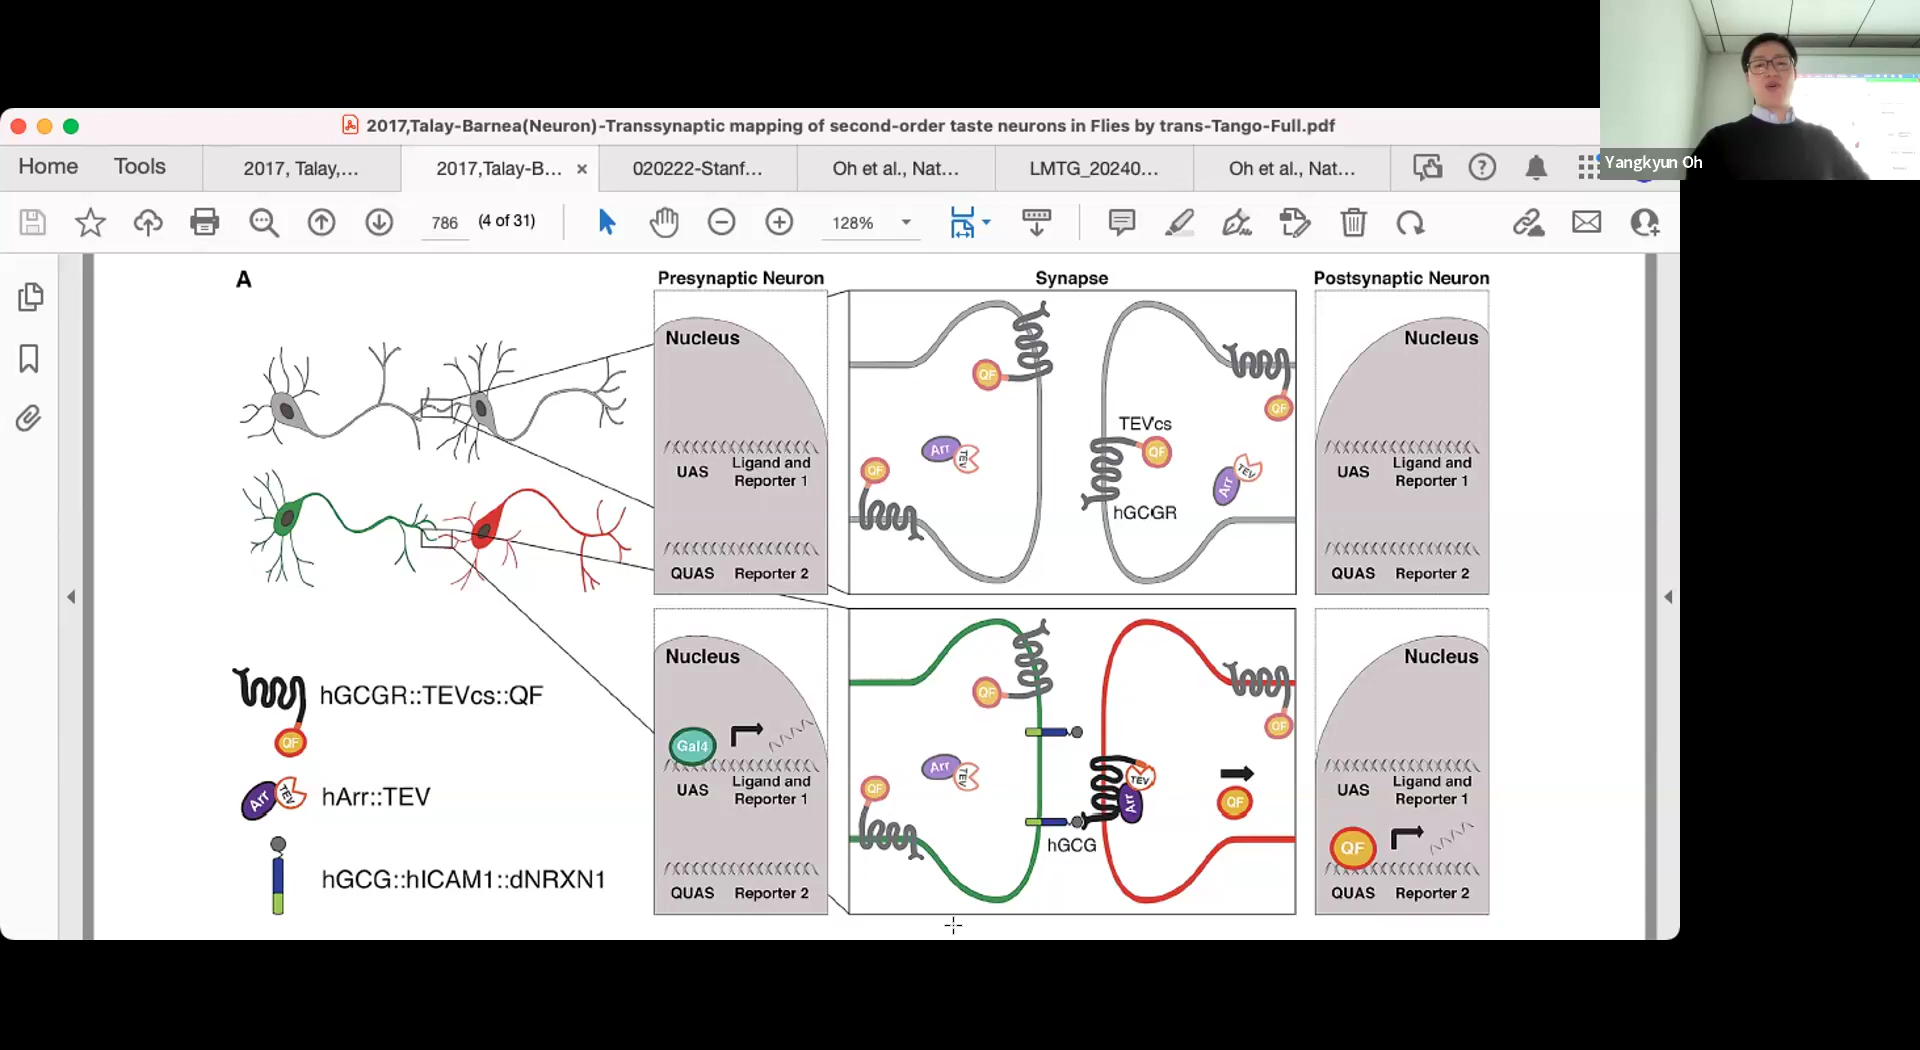 Yangkyun Oh
2017,Talay-Barnea(Neuron)-Transsynaptic mapping of second-order taste neurons in Flies by trans-Tango-Full.pdf
Home
Tools
2017, Talay,...
2017,Talay-B...
020222-Stanf...
Oh et al., Nat...
LMTG_20240...
Oh et al., Nat...
786
(4 of 31)
128%
A
Presynaptic Neuron
Synapse
Postsynaptic Neuron
Nucleus
UAS
Ligand and
Reporter 1
QUAS
Reporter 2
QF
QF
Arr
TEV
TEVcs
QF
QF
Arr
TEV
hGCGR
Nucleus
UAS
Ligand and
Reporter 1
QUAS
Reporter 2
Nucleus
Gal4
UAS
Ligand and
Reporter 1
QUAS
Reporter 2
QF
QF
Arr
TEV
TEV
Arr
hGCG
QF
QF
Nucleus
UAS
Ligand and
Reporter 1
QF
QUAS
Reporter 2
hGCGR::TEVcs::QF
QF
Arr
TEV
hArr::TEV
hGCG::hICAM1::dNRXN1